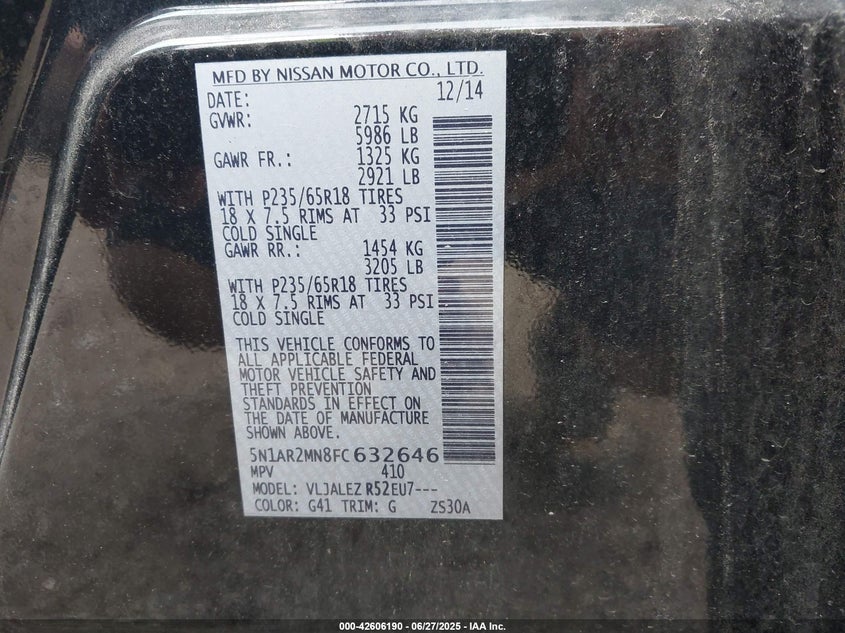 MFD BY NISSAN MOTOR CO., LTD.
DATE: 12/14
GVWR: 2715 KG
5986 LB
GAWR FR.: 1325 KG
2921 LB
WITH P235/65R18 TIRES
18 X 7.5 RIMS AT 33 PSI
COLD SINGLE
GAWR RR.: 1454 KG
3205 LB
WITH P235/65R18 TIRES
18 X 7.5 RIMS AT 33 PSI
COLD SINGLE
THIS VEHICLE CONFORMS TO
ALL APPLICABLE FEDERAL
MOTOR VEHICLE SAFETY AND
THEFT PREVENTION
STANDARDS IN EFFECT ON
THE DATE OF MANUFACTURE
SHOWN ABOVE.
5N1AR2MN8FC632646
MPV 410
MODEL: VLJALEZ R52EU7---
COLOR: G41 TRIM: G ZS30A
000-42606190 - 06/27/2025 - IAA Inc.